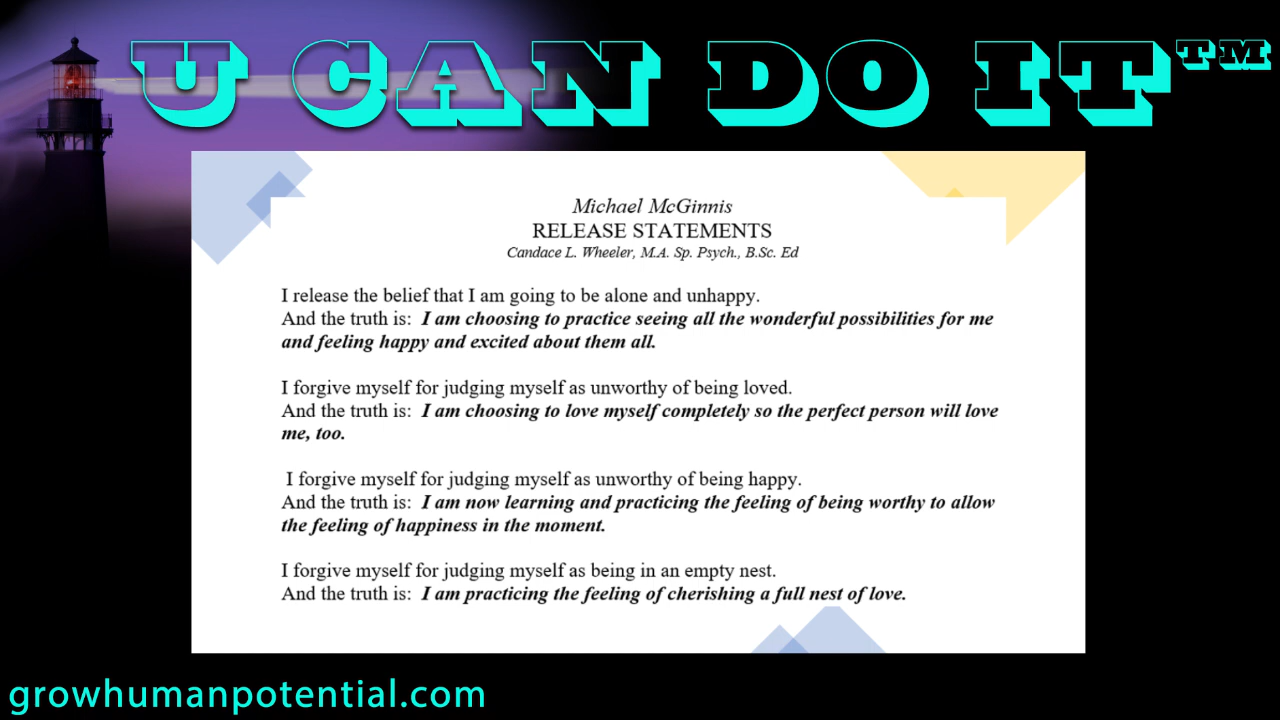 U CAN DO IT™
Michael McGinnis
RELEASE STATEMENTS
Candace L. Wheeler, M.A. Sp. Psych., B.Sc. Ed
I release the belief that I am going to be alone and unhappy.
And the truth is: I am choosing to practice seeing all the wonderful possibilities for me
and feeling happy and excited about them all.
I forgive myself for judging myself as unworthy of being loved.
And the truth is: I am choosing to love myself completely so the perfect person will love
me, too.
I forgive myself for judging myself as unworthy of being happy.
And the truth is: I am now learning and practicing the feeling of being worthy to allow
the feeling of happiness in the moment.
I forgive myself for judging myself as being in an empty nest.
And the truth is: I am practicing the feeling of cherishing a full nest of love.
growhumanpotential.com